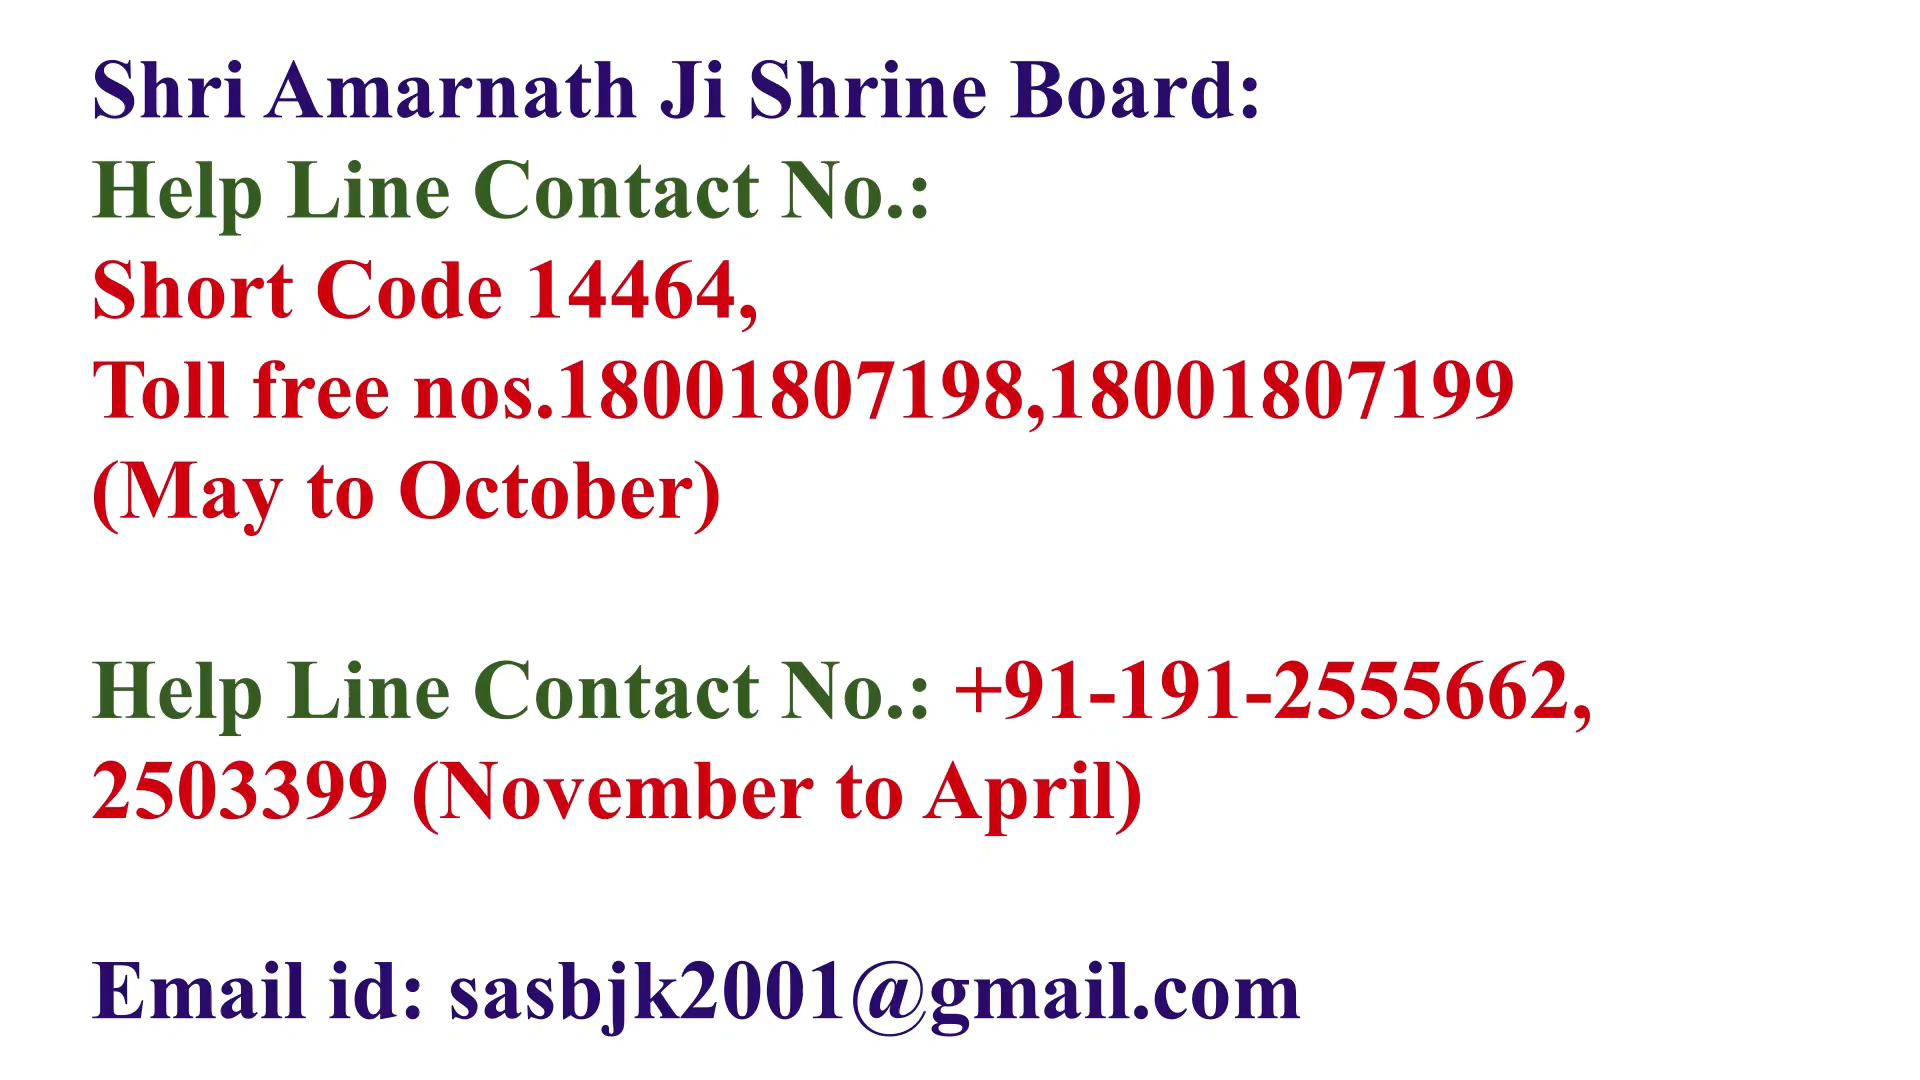 Shri Amarnath Ji Shrine Board:
Help Line Contact No.:
Short Code 14464,
Toll free nos.18001807198,18001807199
(May to October)
Help Line Contact No.: +91-191-2555662,
2503399 (November to April)
Email id: sasbjk2001@gmail.com